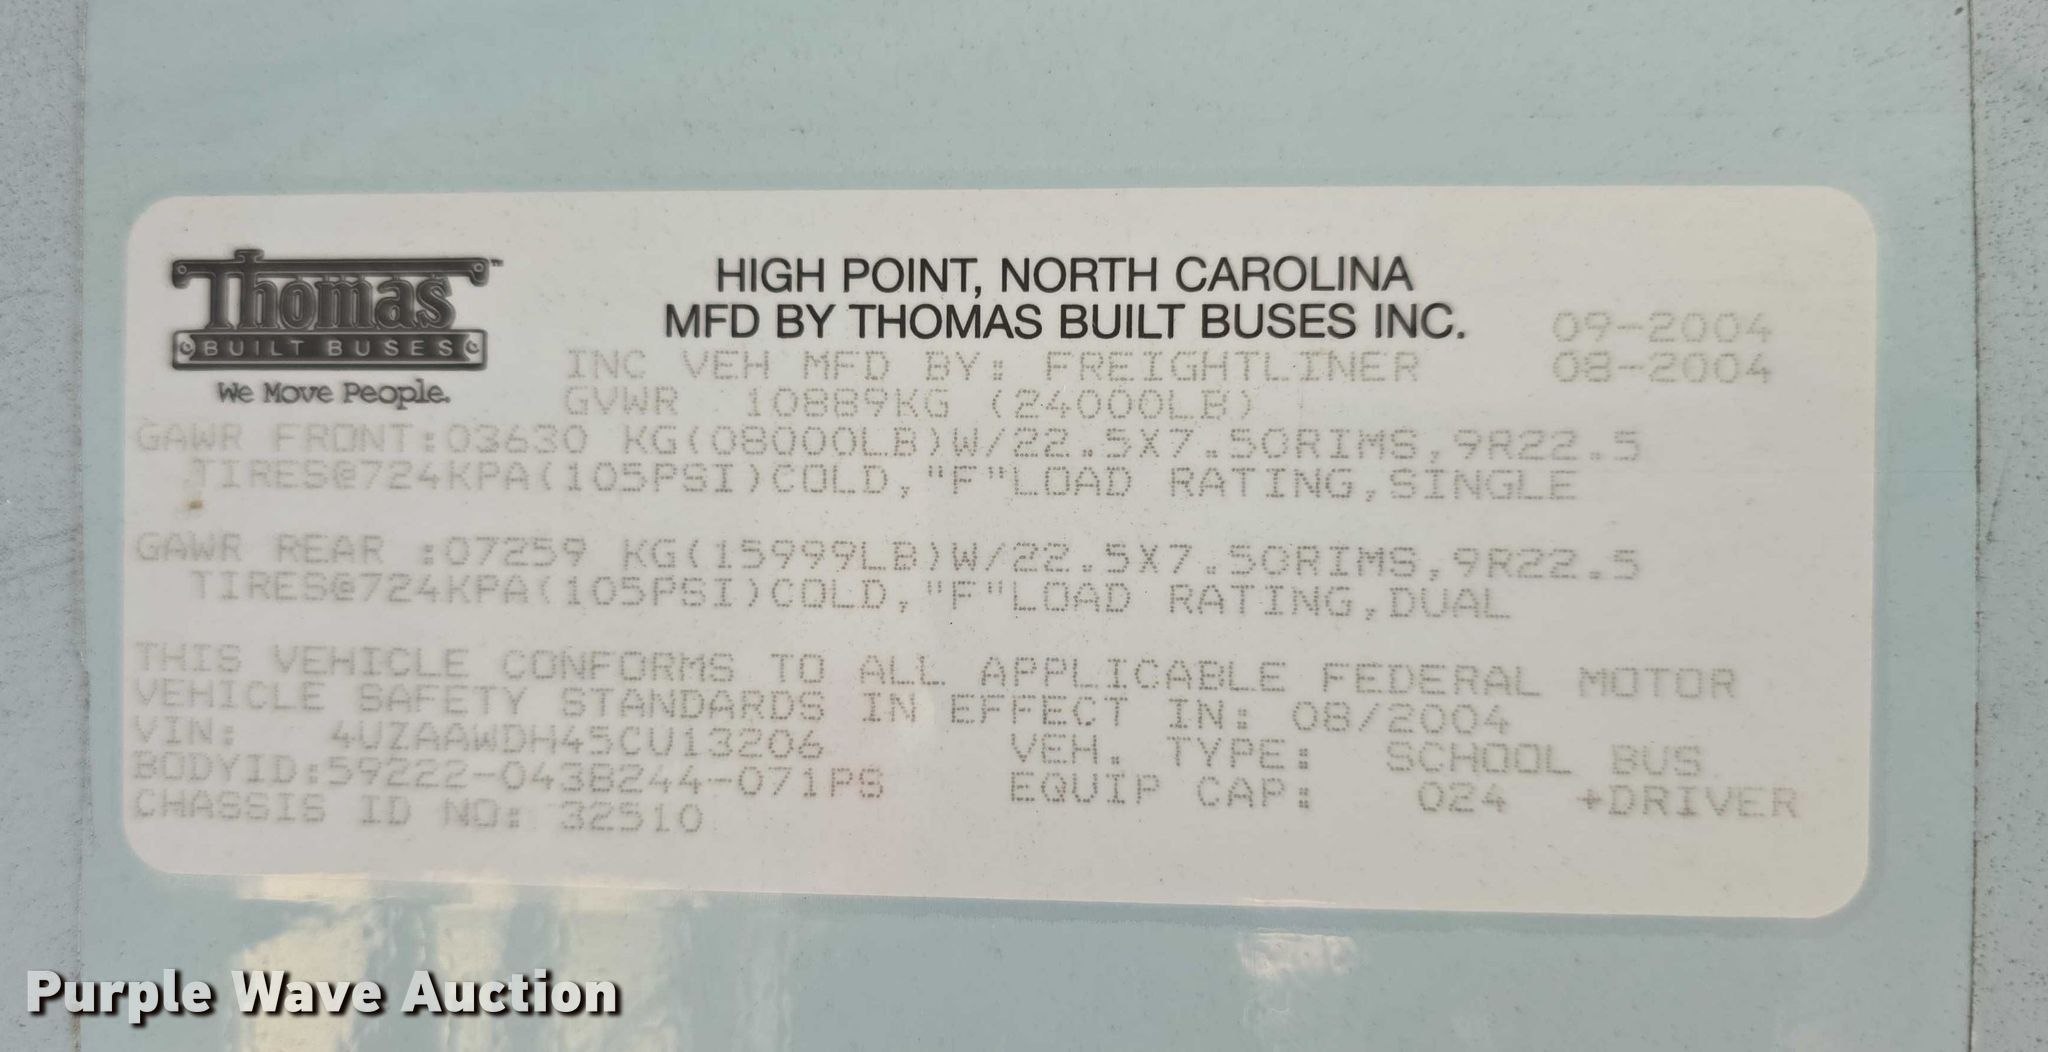 Thomas™
BUILT BUSES
We Move People.
HIGH POINT, NORTH CAROLINA
MFD BY THOMAS BUILT BUSES INC. 09-2004
INC VEH MFD BY: FREIGHTLINER 08-2004
GVWR 10889KG (24000LB)
GAWR FRONT:03630 KG(08000LB)W/22.5X7.50RIMS,9R22.5
TIRES@724KPA(105PSI)COLD,"F"LOAD RATING,SINGLE
GAWR REAR :07259 KG(15999LB)W/22.5X7.50RIMS,9R22.5
TIRES@724KPA(105PSI)COLD,"F"LOAD RATING,DUAL
THIS VEHICLE CONFORMS TO ALL APPLICABLE FEDERAL MOTOR
VEHICLE SAFETY STANDARDS IN EFFECT IN: 08/2004
VIN: 4UZAAWDH45CU13206 VEH. TYPE: SCHOOL BUS
BODYID:59222-043B244-071PS EQUIP CAP: 024 +DRIVER
CHASSIS ID NO: 32510
Purple Wave Auction